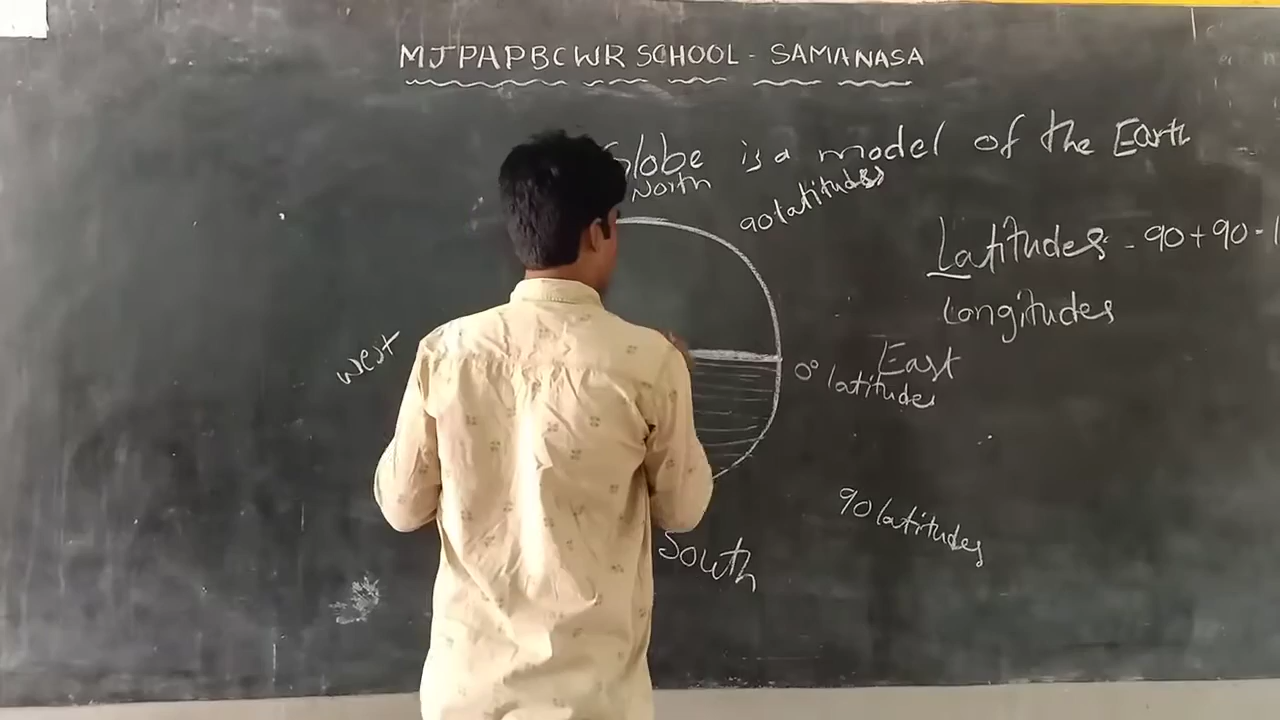 MJPAPBCWR SCHOOL - SAMANASA
Globe is a model of the Earth
North
90 latitudes
Latitudes - 90 + 90 -
Longitudes
West
East
0° latitudes
90 latitudes
South